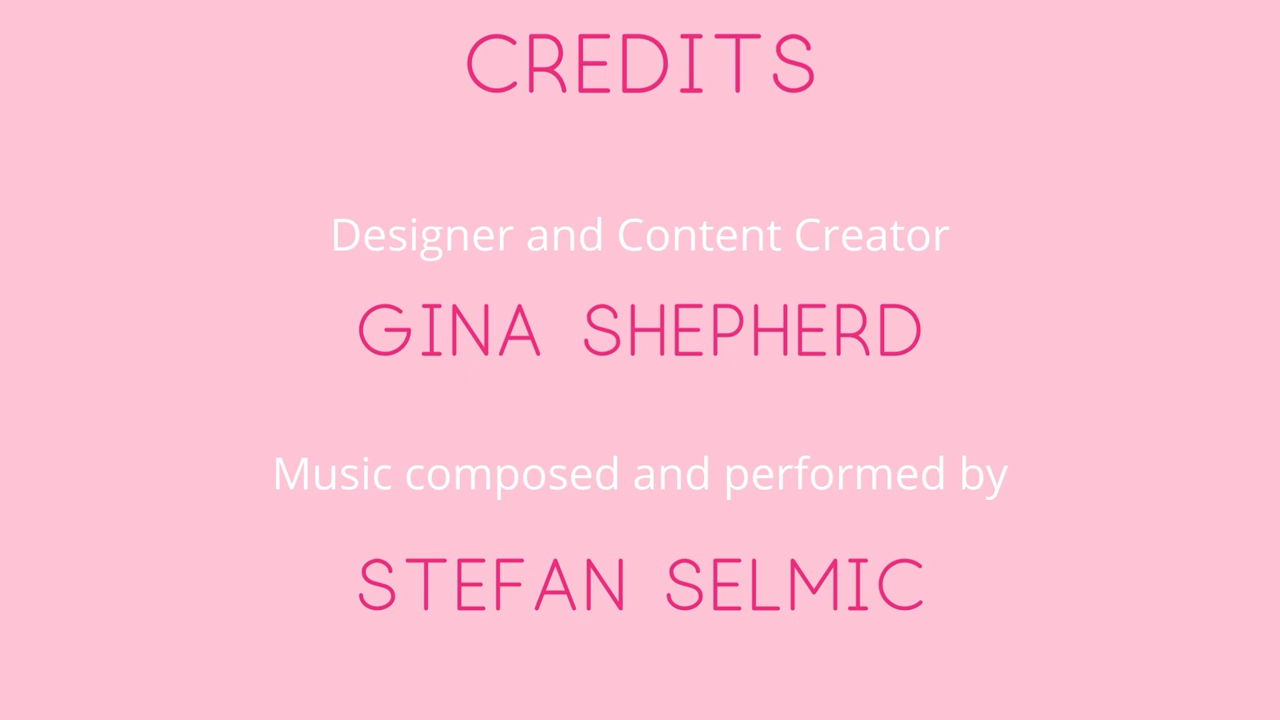 CREDITS
Designer and Content Creator
GINA SHEPHERD
Music composed and performed by
STEFAN SELMIC